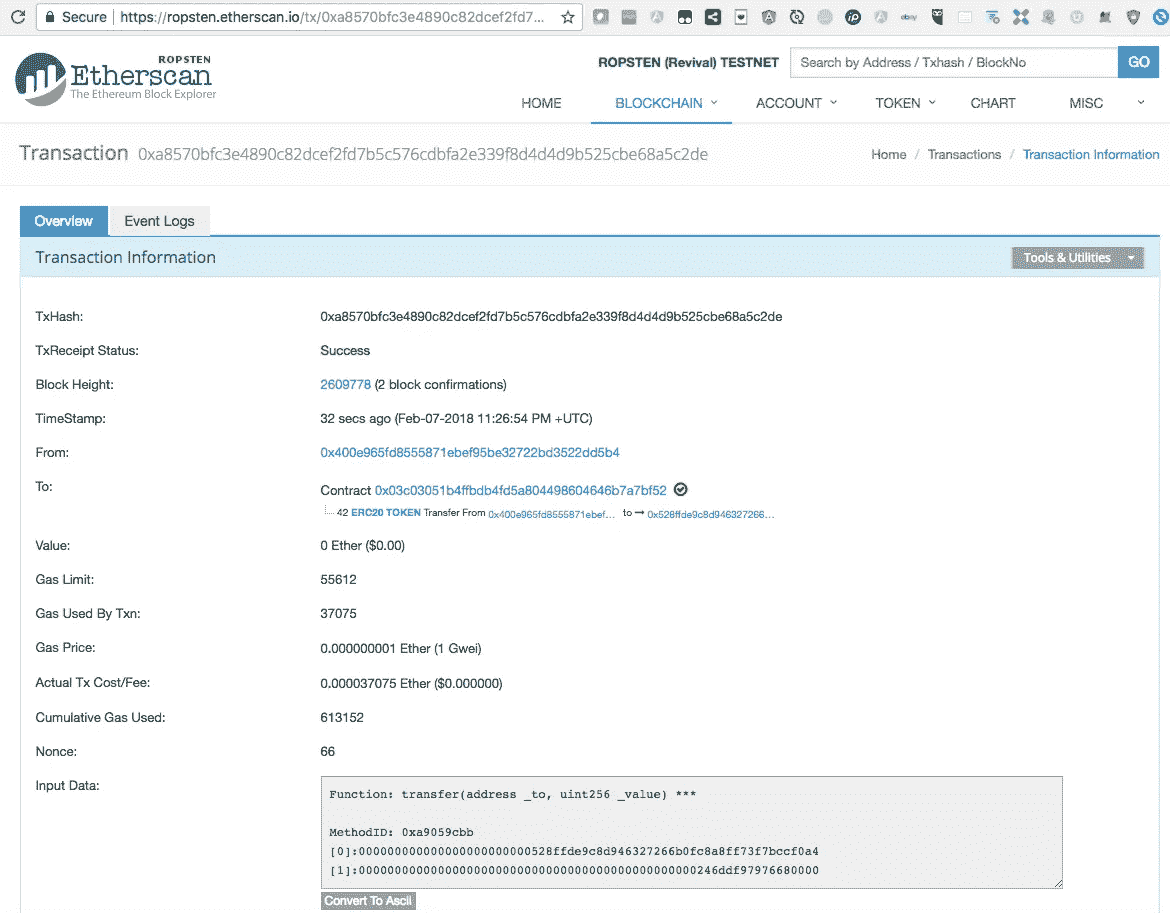 Secure https://ropsten.etherscan.io/tx/0xa8570bfc3e4890c82dcef2fd7...
ROPSTEN
Etherscan
The Ethereum Block Explorer
ROPSTEN (Revival) TESTNET
Search by Address / Txhash / BlockNo
GO
HOME BLOCKCHAIN ACCOUNT TOKEN CHART MISC
Transaction 0xa8570bfc3e4890c82dcef2fd7b5c576cdbfa2e339f8d4d4d9b525cbe68a5c2de
Home / Transactions / Transaction Information
Overview Event Logs
Transaction Information
Tools & Utilities
TxHash: 0xa8570bfc3e4890c82dcef2fd7b5c576cdbfa2e339f8d4d4d9b525cbe68a5c2de
TxReceipt Status: Success
Block Height: 2609778 (2 block confirmations)
TimeStamp: 32 secs ago (Feb-07-2018 11:26:54 PM +UTC)
From: 0x400e965fd8555871ebef95be32722bd3522dd5b4
To: Contract 0x03c03051b4ffbdb4fd5a804498604646b7a7bf52
42 ERC20 TOKEN Transfer From 0x400e965fd8555871ebef... to → 0x528ffde9c8d946327266...
Value: 0 Ether ($0.00)
Gas Limit: 55612
Gas Used By Txn: 37075
Gas Price: 0.000000001 Ether (1 Gwei)
Actual Tx Cost/Fee: 0.000037075 Ether ($0.000000)
Cumulative Gas Used: 613152
Nonce: 66
Input Data:
Function: transfer(address _to, uint256 _value) ***
MethodID: 0xa9059cbb
[0]:000000000000000000000000528ffde9c8d946327266b0fc8a8ff73f7bccf0a4
[1]:00000000000000000000000000000000000000000000000246ddf97976680000
Convert To Ascii